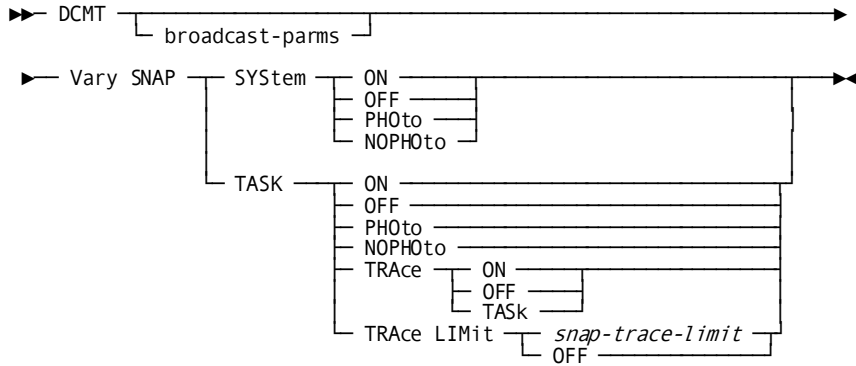 DCMT
broadcast-parms
Vary SNAP SYStem ON
OFF
PHOto
NOPHOto
TASK ON
OFF
PHOto
NOPHOto
TRAce ON
OFF
TASk
TRAce LIMit snap-trace-limit
OFF